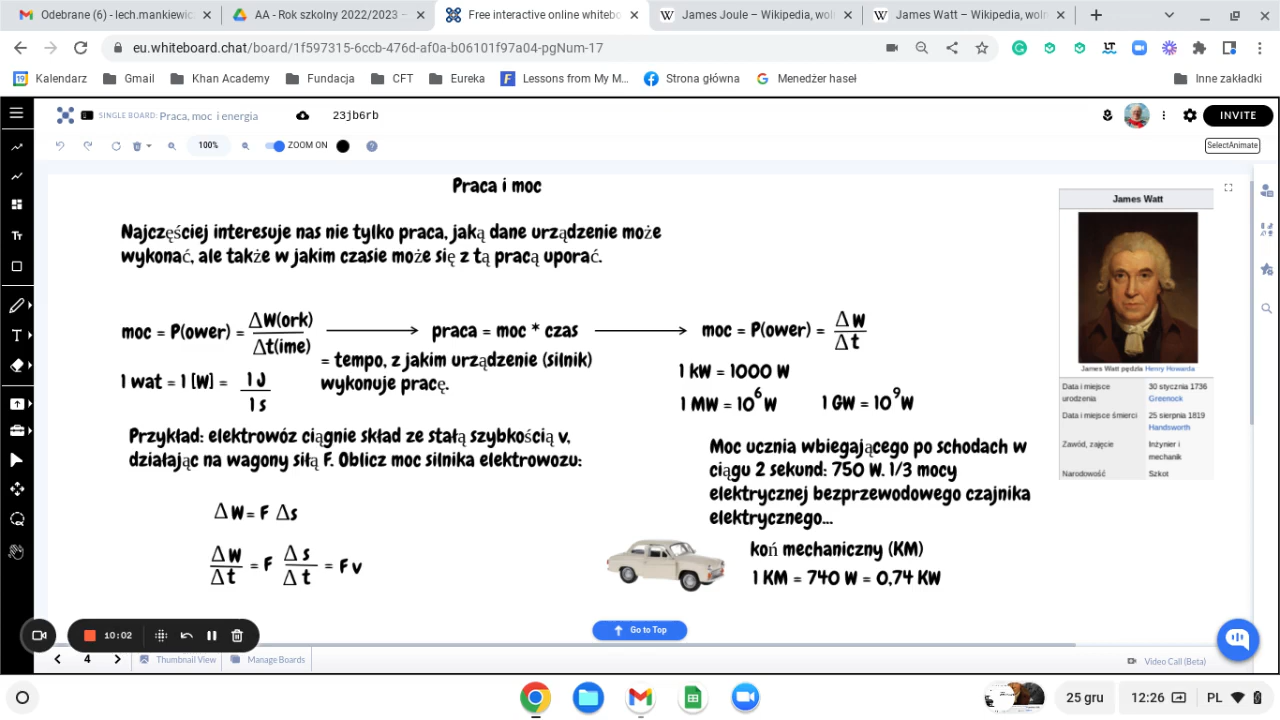 Odebrane (6) - lech.mankiewic
AA - Rok szkolny 2022/2023 –
Free interactive online whitebo
James Joule – Wikipedia, woln
James Watt – Wikipedia, woln
eu.whiteboard.chat/board/1f597315-6ccb-476d-af0a-b06101f97a04-pgNum-17
Kalendarz
Gmail
Khan Academy
Fundacja
CFT
Eureka
Lessons from My M...
Strona główna
Menedżer haseł
Inne zakładki
SINGLE BOARD: Praca, moc i energia
23jb6rb
INVITE
100%
ZOOM ON
SelectAnimate
Praca i moc
Najczęściej interesuje nas nie tylko praca, jaką dane urządzenie może
wykonać, ale także w jakim czasie może się z tą pracą uporać.
moc = P(ower) = ΔW(ork) / Δt(ime)
praca = moc * czas
moc = P(ower) = ΔW / Δt
= tempo, z jakim urządzenie (silnik)
wykonuje pracę.
1 wat = 1 [W] = 1 J / 1 s
1 kW = 1000 W
1 MW = 10^6 W
1 GW = 10^9 W
Przykład: elektrowóz ciągnie skład ze stałą szybkością v,
działając na wagony siłą F. Oblicz moc silnika elektrowozu:
ΔW = F Δs
ΔW / Δt = F Δs / Δt = F v
Moc ucznia wbiegającego po schodach w
ciągu 2 sekund: 750 W. 1/3 mocy
elektrycznej bezprzewodowego czajnika
elektrycznego...
koń mechaniczny (KM)
1 KM = 740 W = 0,74 KW
James Watt
James Watt pędzla Henry Howarda
Data i miejsce urodzenia
30 stycznia 1736
Greenock
Data i miejsce śmierci
25 sierpnia 1819
Handsworth
Zawód, zajęcie
Inżynier i
mechanik
Narodowość
Szkot
10:02
Go to Top
4
Thumbnail View
Manage Boards
Video Call (Beta)
25 gru
12:26
PL